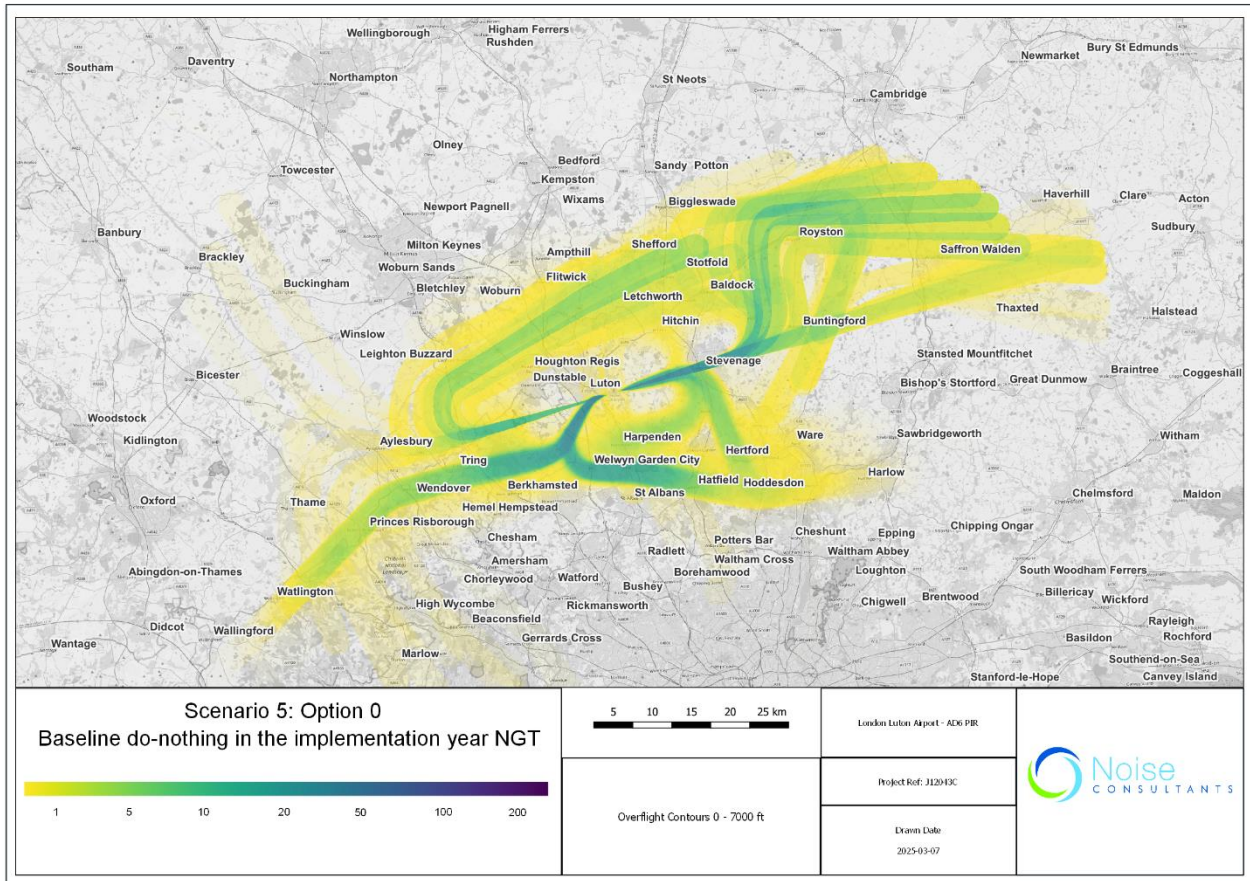 Wellingborough
Higham Ferrers
Rushden
Southam
Daventry
Northampton
St Neots
Newmarket
Bury St Edmunds
Cambridge
Olney
Towcester
Bedford
Kempston
Wixams
Sandy Potton
Biggleswade
Haverhill
Clare
Acton
Sudbury
Newport Pagnell
Banbury
Brackley
Milton Keynes
Woburn Sands
Bletchley
Woburn
Ampthill
Flitwick
Shefford
Stotfold
Royston
Saffron Walden
Buckingham
Letchworth
Baldock
Thaxted
Halstead
Winslow
Hitchin
Buntingford
Leighton Buzzard
Houghton Regis
Dunstable
Luton
Stevenage
Stansted Mountfitchet
Bicester
Bishop's Stortford
Great Dunmow
Braintree
Coggeshall
Woodstock
Kidlington
Aylesbury
Harpenden
Ware
Sawbridgeworth
Witham
Tring
Welwyn Garden City
Hertford
Harlow
Oxford
Thame
Wendover
Berkhamsted
St Albans
Hatfield
Hoddesdon
Chelmsford
Maldon
Princes Risborough
Hemel Hempstead
Chesham
Cheshunt
Epping
Chipping Ongar
Abingdon-on-Thames
Amersham
Chorleywood
Watford
Radlett
Potters Bar
Waltham Cross
Borehamwood
Waltham Abbey
Loughton
South Woodham Ferrers
Watlington
Bushey
Chigwell
Brentwood
Billericay
Wickford
High Wycombe
Beaconsfield
Rickmansworth
Rayleigh
Rochford
Didcot
Wallingford
Wantage
Gerrards Cross
Basildon
Marlow
Southend-on-Sea
Stanford-le-Hope
Canvey Island
Scenario 5: Option 0
Baseline do-nothing in the implementation year NGT
1 5 10 20 50 100 200
5 10 15 20 25 km
Overflight Contours 0 - 7000 ft
London Luton Airport - AD6 PIR
Project Ref: J12043C
Drawn Date
2025-03-07
Noise
CONSULTANTS